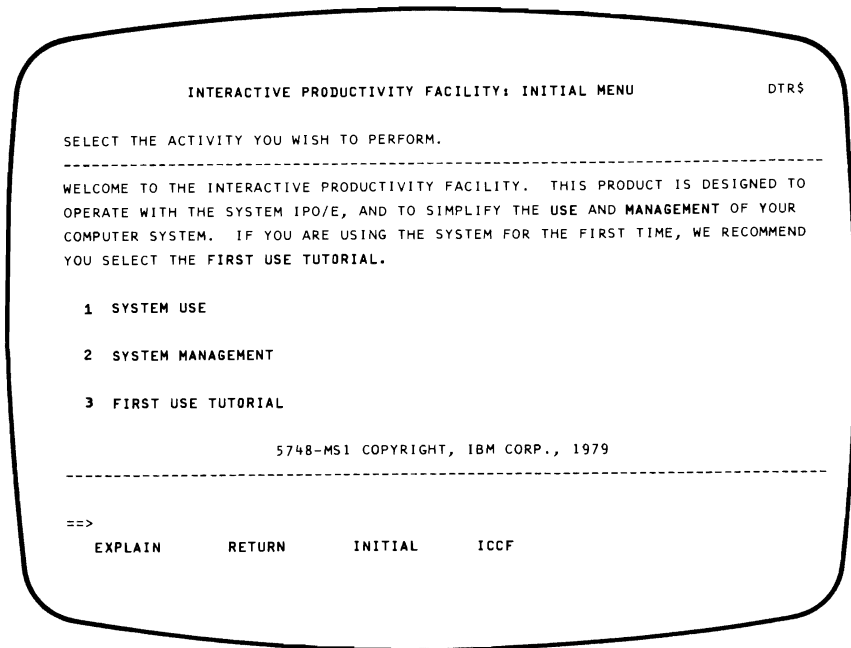 INTERACTIVE PRODUCTIVITY FACILITY: INITIAL MENU DTR$
SELECT THE ACTIVITY YOU WISH TO PERFORM.
--------------------------------------------------------------------------------
WELCOME TO THE INTERACTIVE PRODUCTIVITY FACILITY. THIS PRODUCT IS DESIGNED TO
OPERATE WITH THE SYSTEM IPO/E, AND TO SIMPLIFY THE USE AND MANAGEMENT OF YOUR
COMPUTER SYSTEM. IF YOU ARE USING THE SYSTEM FOR THE FIRST TIME, WE RECOMMEND
YOU SELECT THE FIRST USE TUTORIAL.
1 SYSTEM USE
2 SYSTEM MANAGEMENT
3 FIRST USE TUTORIAL
5748-MS1 COPYRIGHT, IBM CORP., 1979
--------------------------------------------------------------------------------
==>
EXPLAIN RETURN INITIAL ICCF